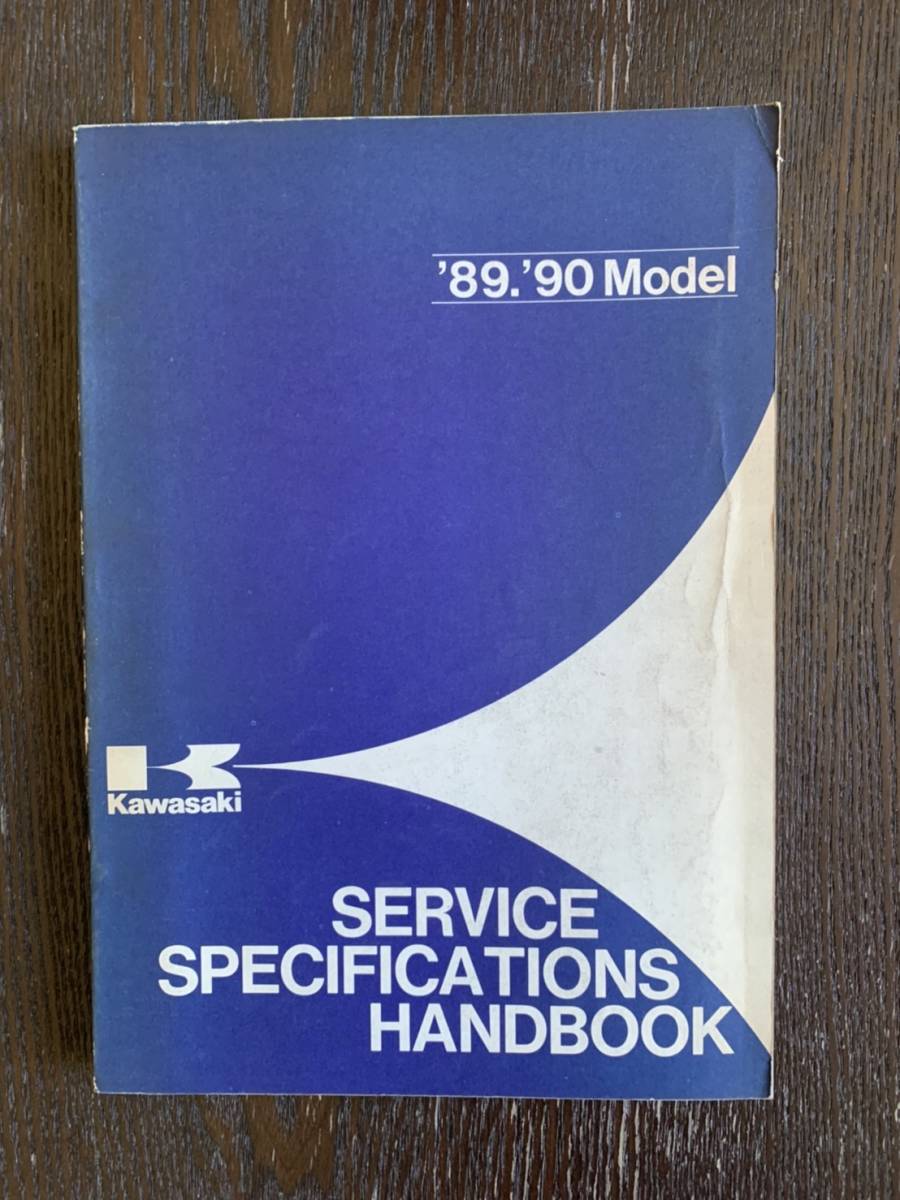 '89.'90 Model
Kawasaki
SERVICE
SPECIFICATIONS
HANDBOOK